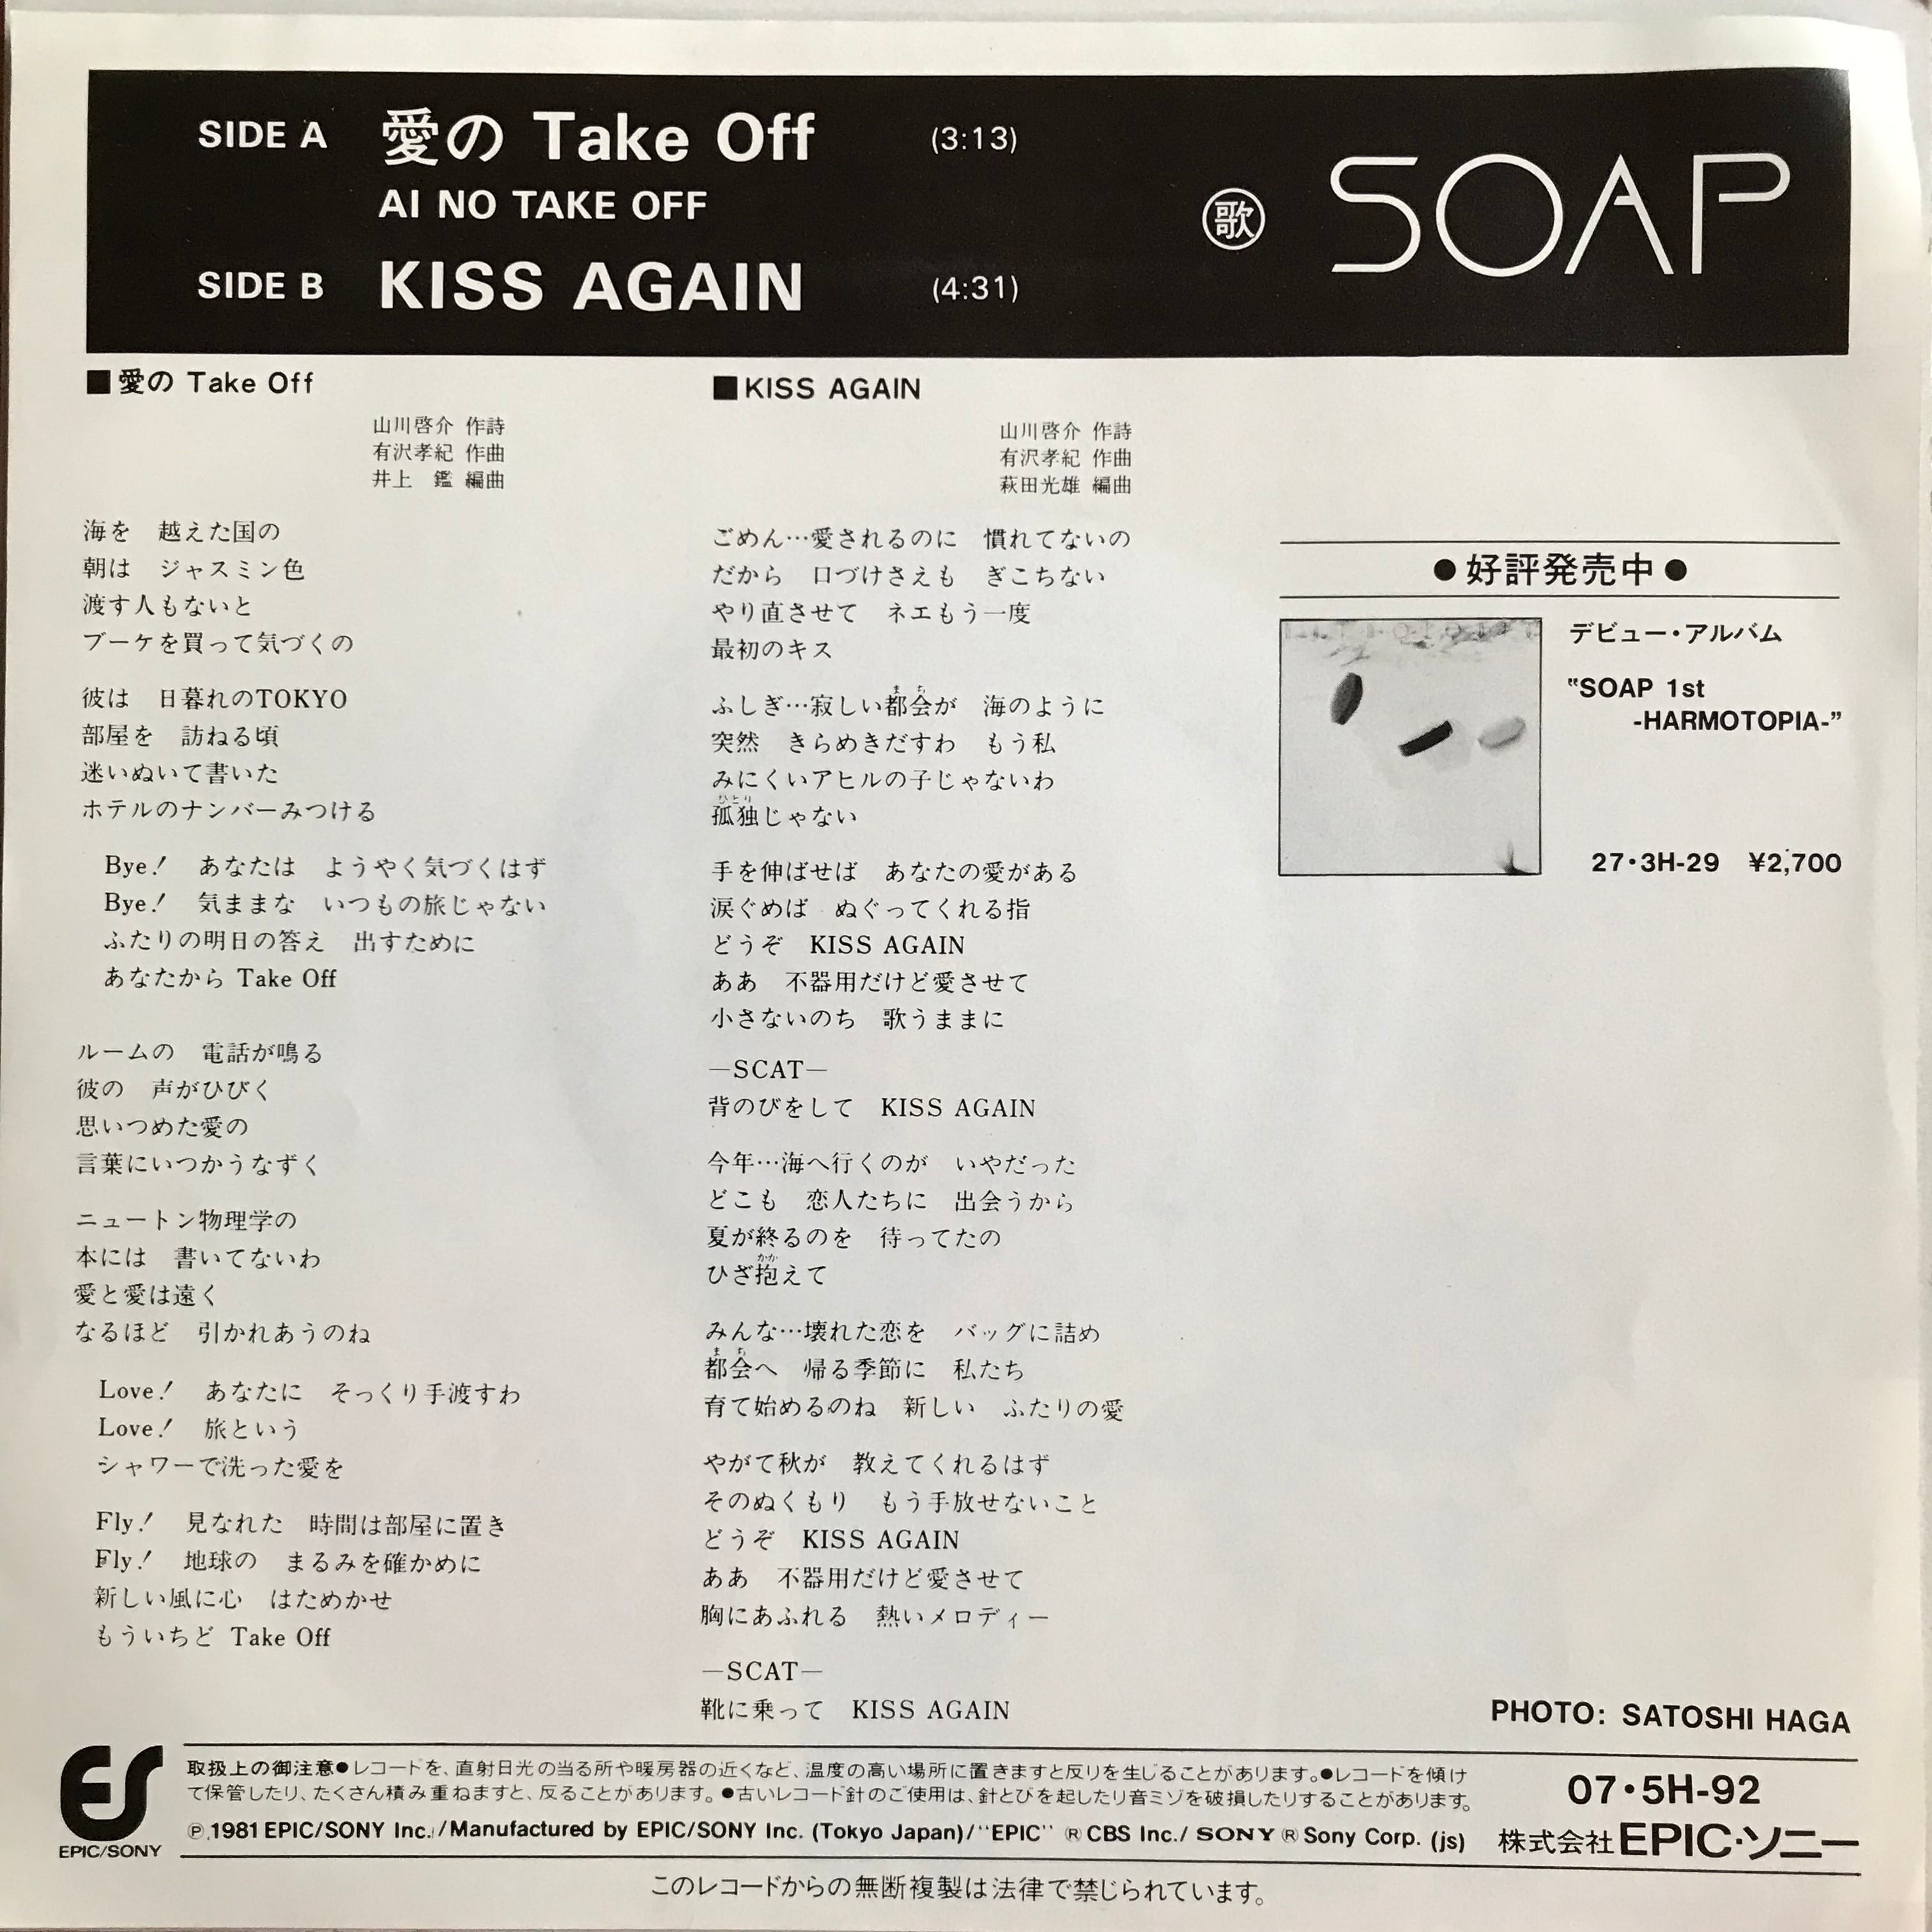 SIDE A 愛の Take Off (3:13)
AI NO TAKE OFF
SIDE B KISS AGAIN (4:31)
歌 SOAP
■愛の Take Off
山川啓介 作詩
有沢孝紀 作曲
井上 鑑 編曲
海を 越えた国の
朝は ジャスミン色
渡す人もないと
ブーケを買って気づくの
彼は 日暮れのTOKYO
部屋を 訪ねる頃
迷いぬいて書いた
ホテルのナンバーみつける
Bye! あなたは ようやく気づくはず
Bye! 気ままな いつもの旅じゃない
ふたりの明日の答え 出すために
あなたから Take Off
ルームの 電話が鳴る
彼の 声がひびく
思いつめた愛の
言葉にいつかうなずく
ニュートン物理学の
本には 書いてないわ
愛と愛は遠く
なるほど 引かれあうのね
Love! あなたに そっくり手渡すわ
Love! 旅という
シャワーで洗った愛を
Fly! 見なれた 時間は部屋に置き
Fly! 地球の まるみを確かめに
新しい風に心 はためかせ
もういちど Take Off
■KISS AGAIN
山川啓介 作詩
有沢孝紀 作曲
萩田光雄 編曲
ごめん…愛されるのに 慣れてないの
だから 口づけさえも ぎこちない
やり直させて ネエもう一度
最初のキス
まち
ふしぎ…寂しい都会が 海のように
突然 きらめきだすわ もう私
みにくいアヒルの子じゃないわ
ひとり
孤独じゃない
手を伸ばせば あなたの愛がある
涙ぐめば ぬぐってくれる指
どうぞ KISS AGAIN
ああ 不器用だけど愛させて
小さないのち 歌うままに
—SCAT—
背のびをして KISS AGAIN
今年…海へ行くのが いやだった
どこも 恋人たちに 出会うから
夏が終るのを 待ってたの
かか
ひざ抱えて
みんな…壊れた恋を バッグに詰め
まち
都会へ 帰る季節に 私たち
育て始めるのね 新しい ふたりの愛
やがて秋が 教えてくれるはず
そのぬくもり もう手放せないこと
どうぞ KISS AGAIN
ああ 不器用だけど愛させて
胸にあふれる 熱いメロディー
—SCAT—
靴に乗って KISS AGAIN
●好評発売中●
デビュー・アルバム
"SOAP 1st
-HARMOTOPIA-"
27・3H-29 ¥2,700
PHOTO: SATOSHI HAGA
ES
EPIC/SONY
取扱上の御注意●レコードを、直射日光の当る所や暖房器の近くなど、温度の高い場所に置きますと反りを生じることがあります。●レコードを傾け
て保管したり、たくさん積み重ねますと、反ることがあります。●古いレコード針のご使用は、針とびを起したり音ミゾを破損したりすることがあります。
℗1981 EPIC/SONY Inc./Manufactured by EPIC/SONY Inc. (Tokyo Japan)/"EPIC" ® CBS Inc./ SONY ® Sony Corp. (js)
07・5H-92
株式会社EPIC・ソニー
このレコードからの無断複製は法律で禁じられています。